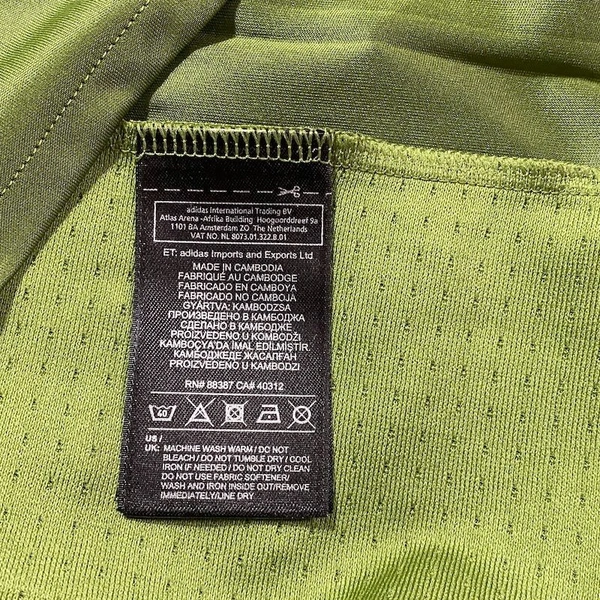 adidas International Trading BV
Atlas Arena -Afrika Building Hoogoorddreef 9a
1101 BA Amsterdam ZO The Netherlands
VAT NO. NL 8073.01.322.B.01
ET: adidas Imports and Exports Ltd
MADE IN CAMBODIA
FABRIQUÉ AU CAMBODGE
FABRICADO EN CAMBOYA
FABRICADO NO CAMBOJA
GYÁRTVA: KAMBODZSA
ПРОИЗВЕДЕНО В КАМБОДЖА
СДЕЛАНО В КАМБОДЖЕ
PROIZVEDENO U KAMBODŽI
KAMBOÇYA'DA İMAL EDİLMİŞTİR
КАМБОДЖЕДЕ ЖАСАЛҒАН
PROIZVEDENO V KAMBODŽI
RN# 88387 CA# 40312
40
US /
UK: MACHINE WASH WARM / DO NOT
BLEACH / DO NOT TUMBLE DRY / COOL
IRON IF NEEDED / DO NOT DRY CLEAN
DO NOT USE FABRIC SOFTENER/
WASH AND IRON INSIDE OUT/REMOVE
IMMEDIATELY/LINE DRY